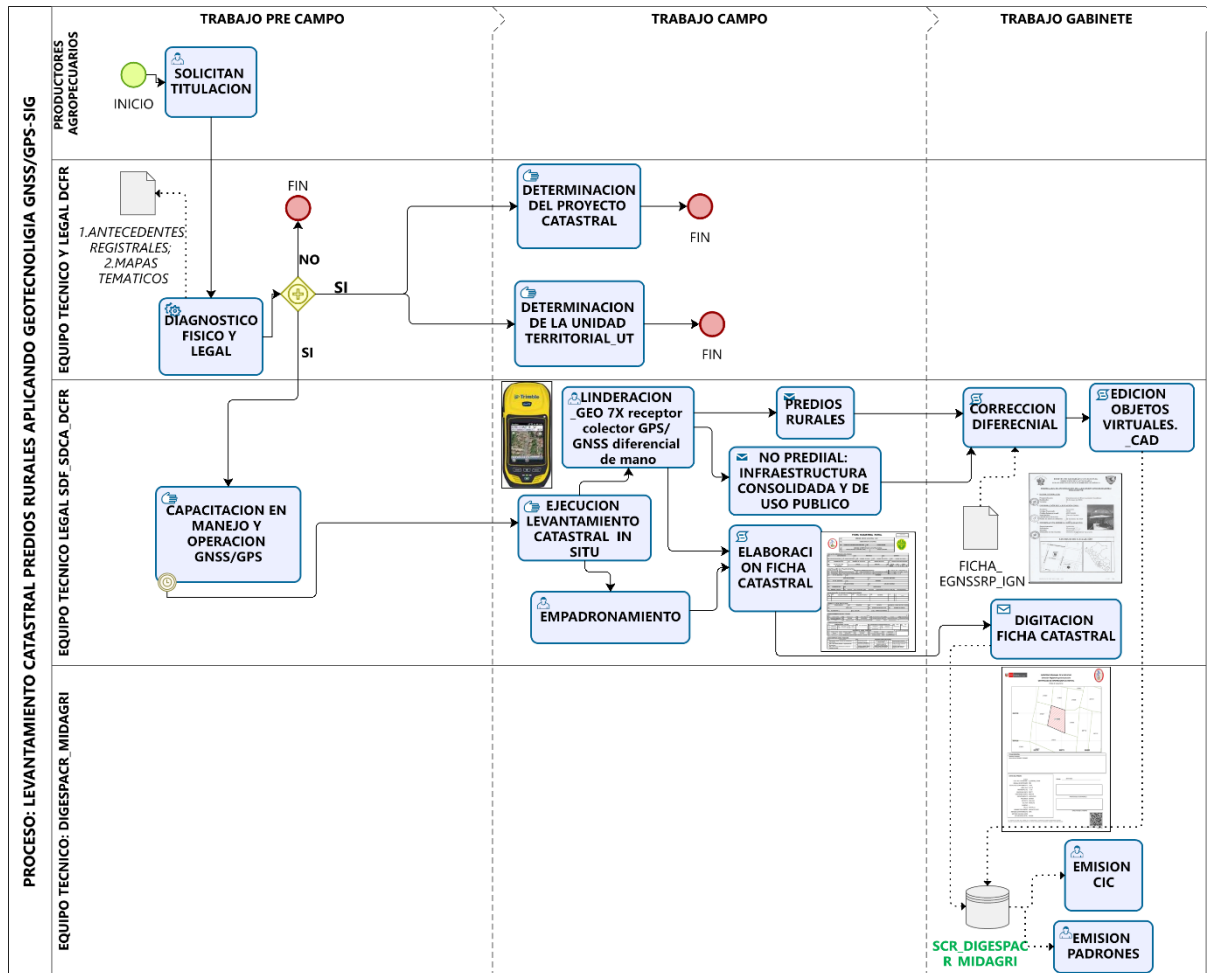 TRABAJO PRE CAMPO
TRABAJO CAMPO
TRABAJO GABINETE
PROCESO: LEVANTAMIENTO CATASTRAL PREDIOS RURALES APLICANDO GEOTECNOLIGIA GNSS/GPS-SIG
PRODUCTORES
AGROPECUARIOS
INICIO
SOLICITAN
TITULACION
EQUIPO TECNICO Y LEGAL DCFR
1.ANTECEDENTES
REGISTRALES;
2.MAPAS
TEMATICOS
DIAGNOSTICO
FISICO Y
LEGAL
FIN
NO
SI
SI
DETERMINACION
DEL PROYECTO
CATASTRAL
FIN
DETERMINACION
DE LA UNIDAD
TERRITORIAL_UT
FIN
EQUIPO TECNICO LEGAL SDF_SDCA_DCFR
CAPACITACION EN
MANEJO Y
OPERACION
GNSS/GPS
Trimble
LINDERACION
_GEO 7X receptor
colector GPS/
GNSS diferencial
de mano
EJECUCION
LEVANTAMIENTO
CATASTRAL IN
SITU
EMPADRONAMIENTO
PREDIOS
RURALES
NO PREDIIAL:
INFRAESTRUCTURA
CONSOLIDADA Y DE
USO PUBLICO
ELABORACI
ON FICHA
CATASTRAL
CORRECCION
DIFERECNIAL
EDICION
OBJETOS
VIRTUALES.
_CAD
FICHA_
EGNSSRP_IGN
DIGITACION
FICHA CATASTRAL
EQUIPO TECNICO: DIGESPACR_MIDAGRI
EMISION
CIC
SCR_DIGESPAC
R_MIDAGRI
EMISION
PADRONES